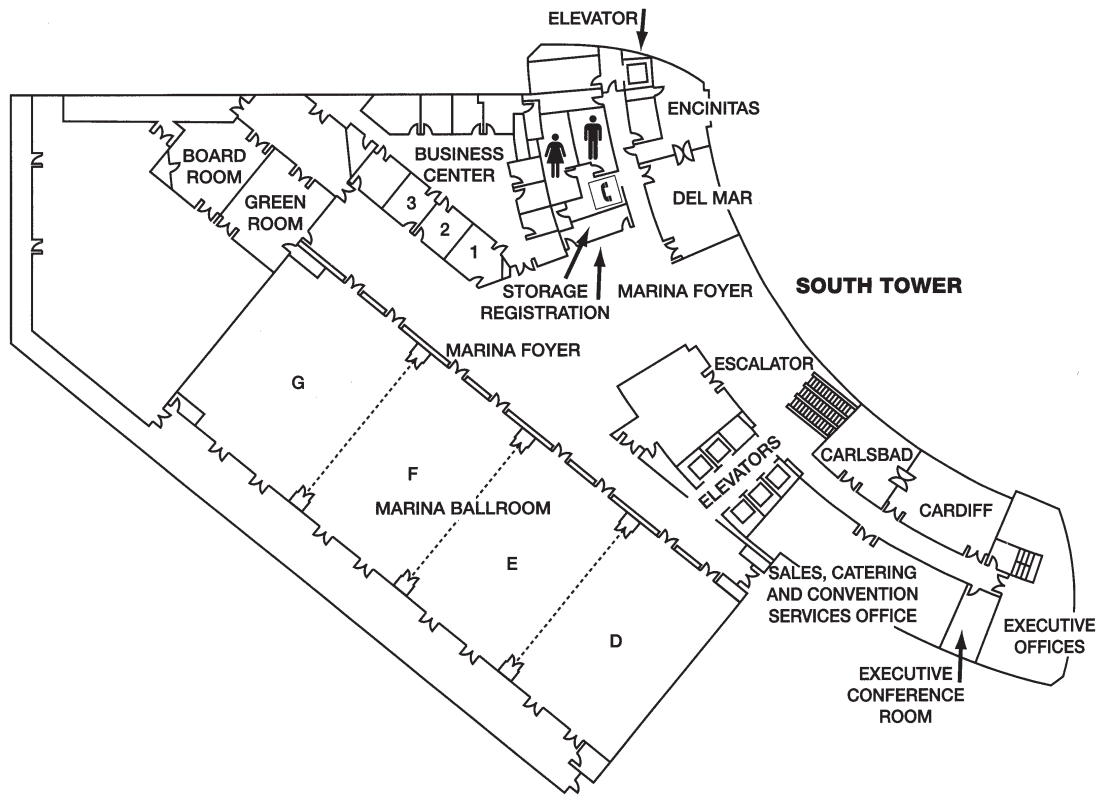 ELEVATOR
ENCINITAS
BOARD
ROOM
BUSINESS
CENTER
GREEN
ROOM
3
2
1
DEL MAR
STORAGE
REGISTRATION
MARINA FOYER
SOUTH TOWER
MARINA FOYER
ESCALATOR
G
F
MARINA BALLROOM
E
D
ELEVATORS
CARLSBAD
CARDIFF
SALES, CATERING
AND CONVENTION
SERVICES OFFICE
EXECUTIVE
OFFICES
EXECUTIVE
CONFERENCE
ROOM